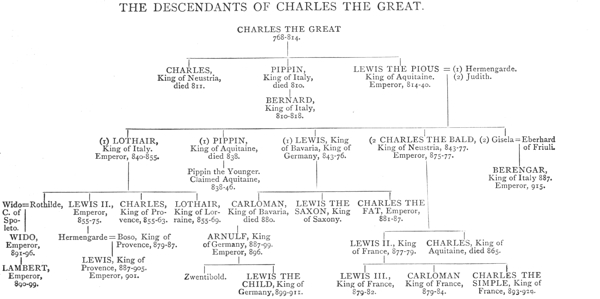 THE DESCENDANTS OF CHARLES THE GREAT.
CHARLES THE GREAT
768-814.
CHARLES,
King of Neustria,
died 811.
PIPPIN,
King of Italy,
died 810.
BERNARD,
King of Italy,
810-818.
LEWIS THE PIOUS = (1) Hermengarde.
King of Aquitaine. (2) Judith.
Emperor, 814-40.
(1) LOTHAIR,
King of Italy.
Emperor, 840-855.
(1) PIPPIN,
King of Aquitaine,
died 838.
Pippin the Younger.
Claimed Aquitaine,
838-46.
(1) LEWIS, King
of Bavaria, King of
Germany, 843-76.
(2 CHARLES THE BALD,
King of Neustria, 843-77.
Emperor, 875-77.
(2) Gisela = Eberhard
of Friuli.
BERENGAR,
King of Italy 887.
Emperor, 915.
Wido=Rothilde,
C. of
Spo-
leto.
WIDO,
Emperor,
891-96.
LAMBERT,
Emperor,
890-99.
LEWIS II.,
Emperor,
855-75.
Hermengarde = Boso, King of
Provence, 879-87.
LEWIS, King of
Provence, 887-905.
Emperor, 901.
CHARLES,
King of Pro-
vence, 855-63.
LOTHAIR,
King of Lor-
raine, 855-69.
CARLOMAN,
King of Bavaria,
died 880.
ARNULF, King
of Germany, 887-99.
Emperor, 896.
Zwentibold.
LEWIS THE
CHILD, King of
Germany, 899-912.
LEWIS THE
SAXON, King
of Saxony.
CHARLES THE
FAT, Emperor,
881-87.
LEWIS II., King
of France, 877-79.
CHARLES, King of
Aquitaine, died 865.
LEWIS III.,
King of France,
879-82.
CARLOMAN
King of France,
879-84.
CHARLES THE
SIMPLE, King of
France, 893-929.